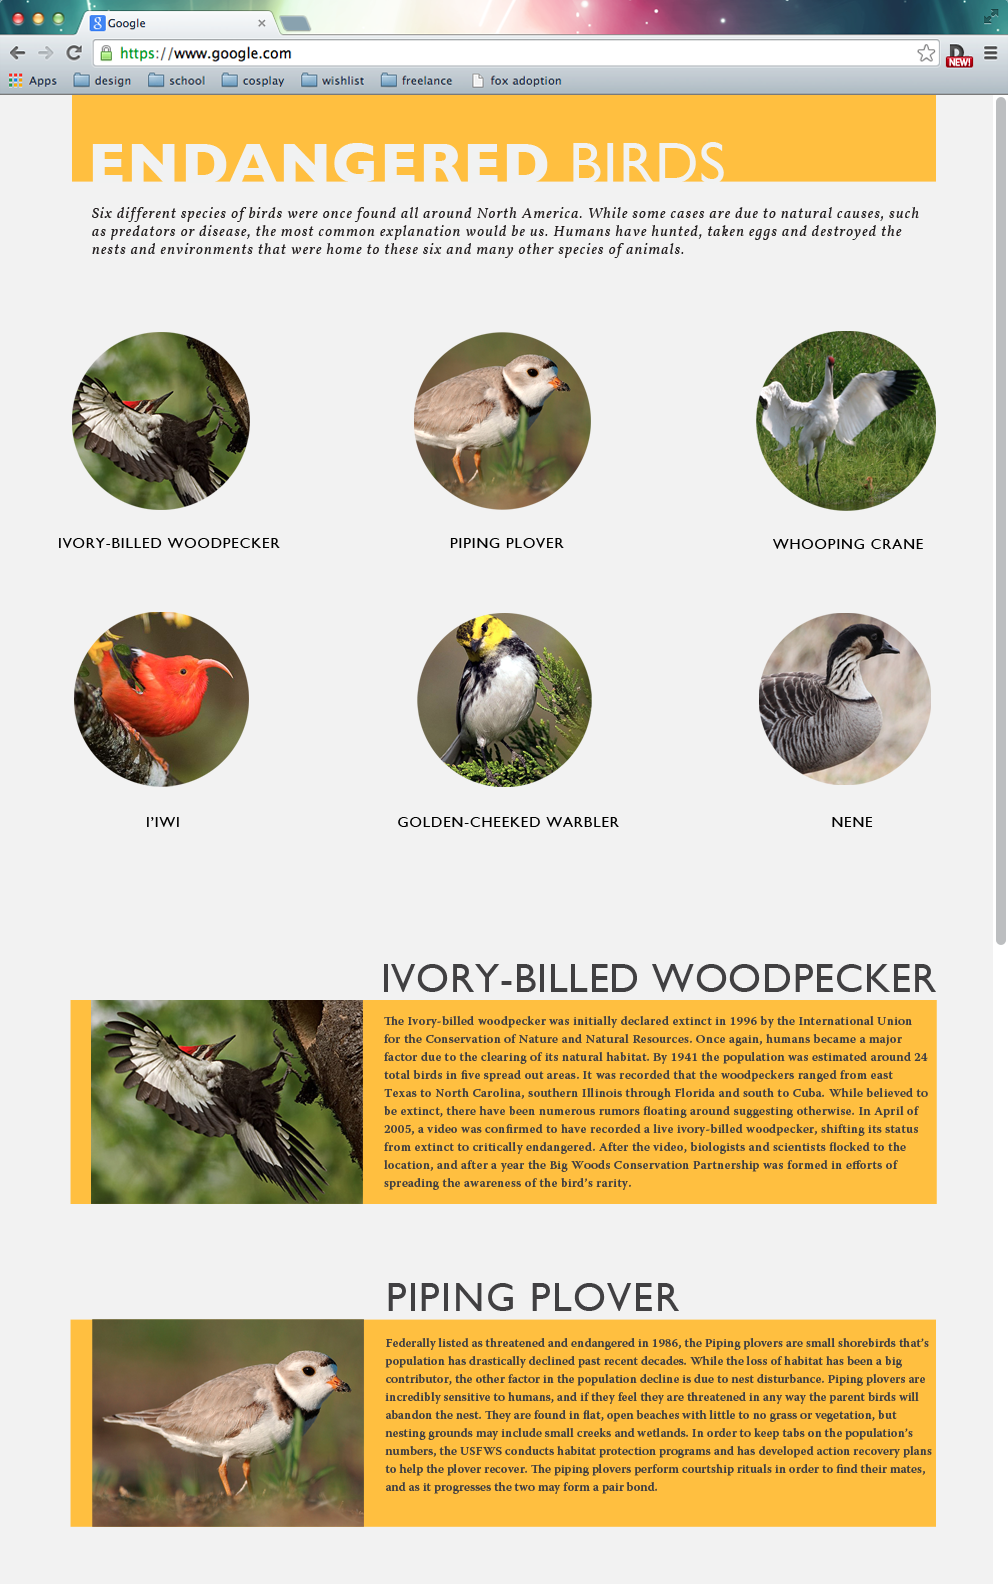 Google
https://www.google.com
NEW!
Apps design school cosplay wishlist freelance fox adoption
ENDANGERED BIRDS
Six different species of birds were once found all around North America. While some cases are due to natural causes, such
as predators or disease, the most common explanation would be us. Humans have hunted, taken eggs and destroyed the
nests and environments that were home to these six and many other species of animals.
IVORY-BILLED WOODPECKER
PIPING PLOVER
WHOOPING CRANE
I'IWI
GOLDEN-CHEEKED WARBLER
NENE
IVORY-BILLED WOODPECKER
The Ivory-billed woodpecker was initially declared extinct in 1996 by the International Union
for the Conservation of Nature and Natural Resources. Once again, humans became a major
factor due to the clearing of its natural habitat. By 1941 the population was estimated around 24
total birds in five spread out areas. It was recorded that the woodpeckers ranged from east
Texas to North Carolina, southern Illinois through Florida and south to Cuba. While believed to
be extinct, there have been numerous rumors floating around suggesting otherwise. In April of
2005, a video was confirmed to have recorded a live ivory-billed woodpecker, shifting its status
from extinct to critically endangered. After the video, biologists and scientists flocked to the
location, and after a year the Big Woods Conservation Partnership was formed in efforts of
spreading the awareness of the bird's rarity.
PIPING PLOVER
Federally listed as threatened and endangered in 1986, the Piping plovers are small shorebirds that's
population has drastically declined past recent decades. While the loss of habitat has been a big
contributor, the other factor in the population decline is due to nest disturbance. Piping plovers are
incredibly sensitive to humans, and if they feel they are threatened in any way the parent birds will
abandon the nest. They are found in flat, open beaches with little to no grass or vegetation, but
nesting grounds may include small creeks and wetlands. In order to keep tabs on the population's
numbers, the USFWS conducts habitat protection programs and has developed action recovery plans
to help the plover recover. The piping plovers perform courtship rituals in order to find their mates,
and as it progresses the two may form a pair bond.